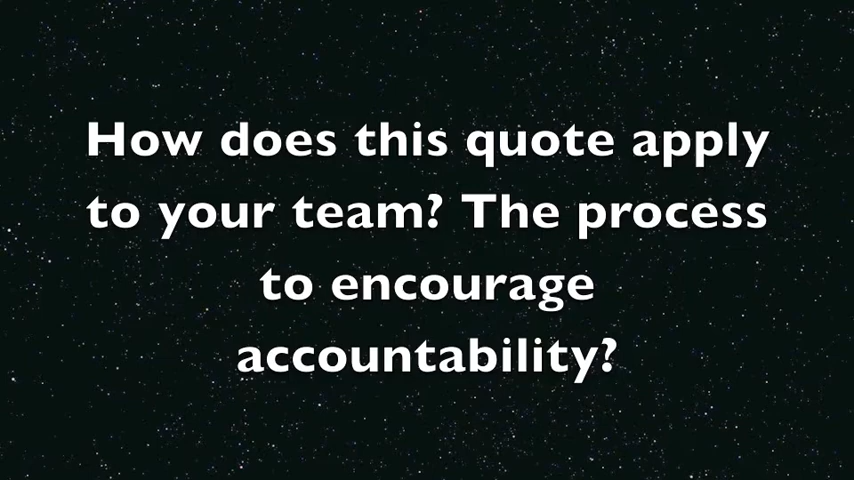 How does this quote apply
to your team? The process
to encourage
accountability?